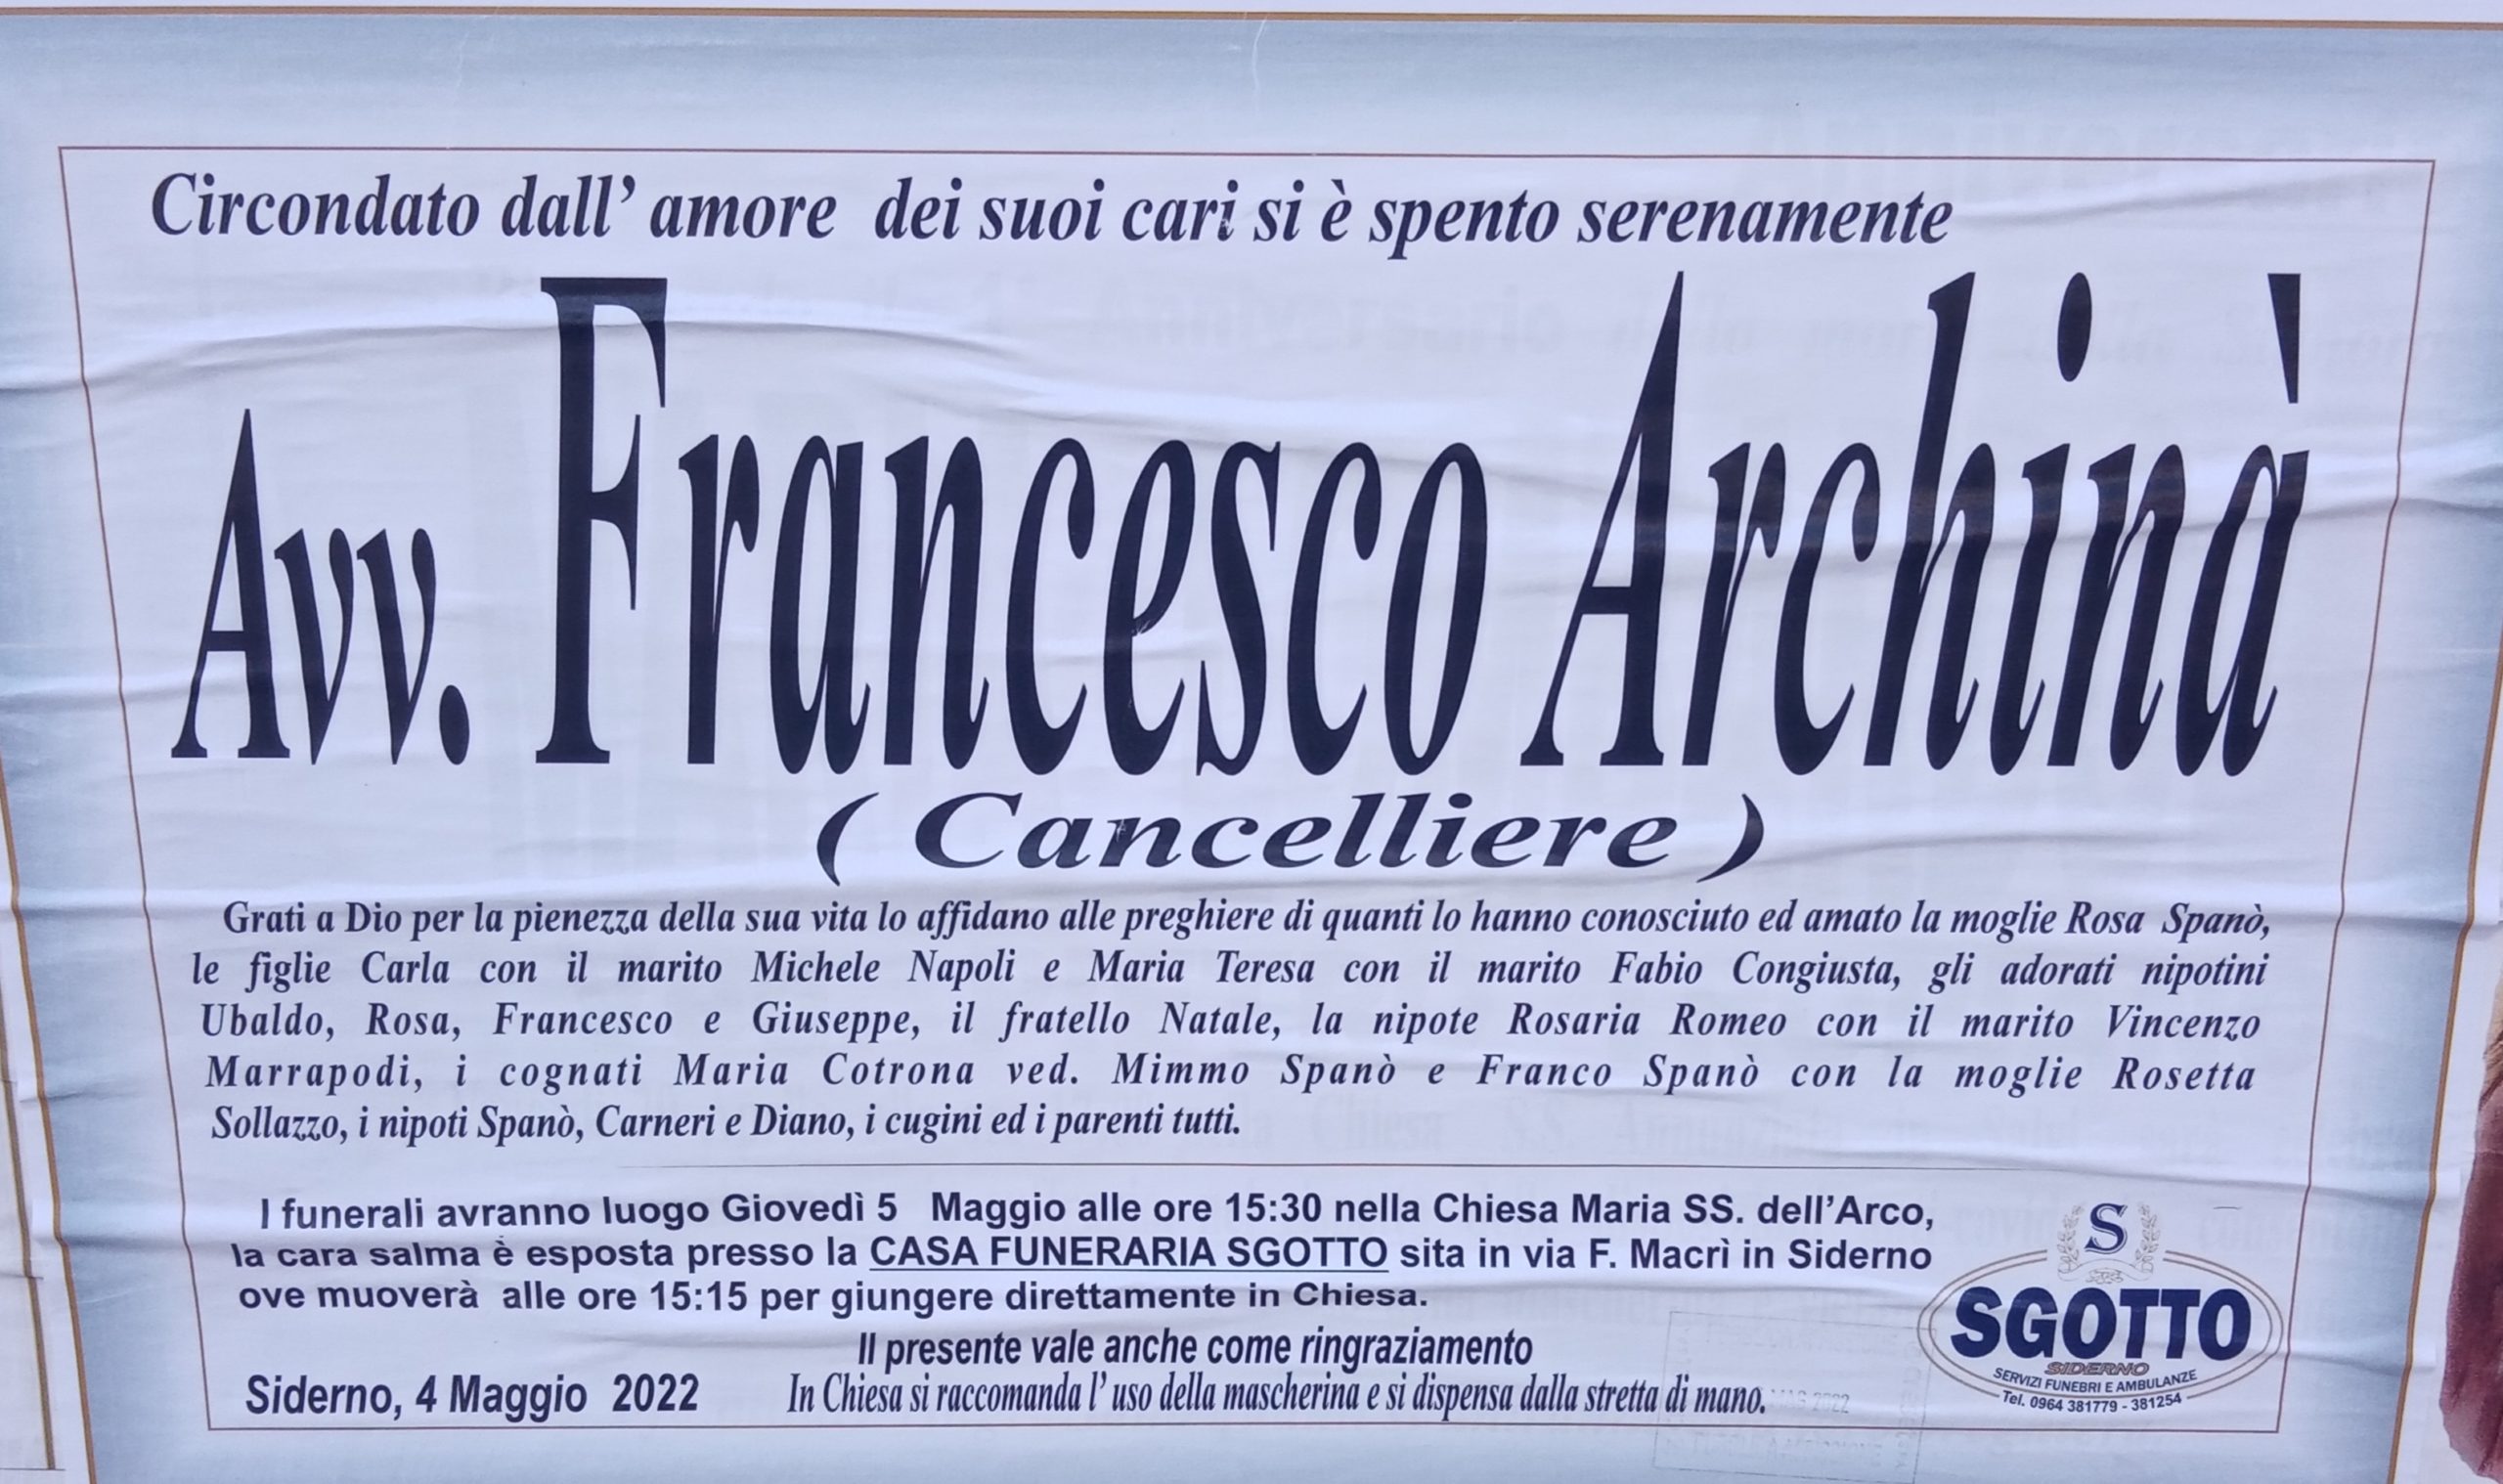 Circondato dall' amore dei suoi cari si è spento serenamente
Avv. Francesco Archinà
( Cancelliere )
Grati a Dio per la pienezza della sua vita lo affidano alle preghiere di quanti lo hanno conosciuto ed amato la moglie Rosa Spanò,
le figlie Carla con il marito Michele Napoli e Maria Teresa con il marito Fabio Congiusta, gli adorati nipotini
Ubaldo, Rosa, Francesco e Giuseppe, il fratello Natale, la nipote Rosaria Romeo con il marito Vincenzo
Marrapodi, i cognati Maria Cotrona ved. Mimmo Spanò e Franco Spanò con la moglie Rosetta
Sollazzo, i nipoti Spanò, Carneri e Diano, i cugini ed i parenti tutti.
I funerali avranno luogo Giovedì 5 Maggio alle ore 15:30 nella Chiesa Maria SS. dell'Arco,
la cara salma è esposta presso la CASA FUNERARIA SGOTTO sita in via F. Macrì in Siderno
ove muoverà alle ore 15:15 per giungere direttamente in Chiesa.
Il presente vale anche come ringraziamento
Siderno, 4 Maggio 2022
In Chiesa si raccomanda l' uso della mascherina e si dispensa dalla stretta di mano.
S
SGOTTO
SIDERNO
SERVIZI FUNEBRI E AMBULANZE
Tel. 0964 381779 - 381254